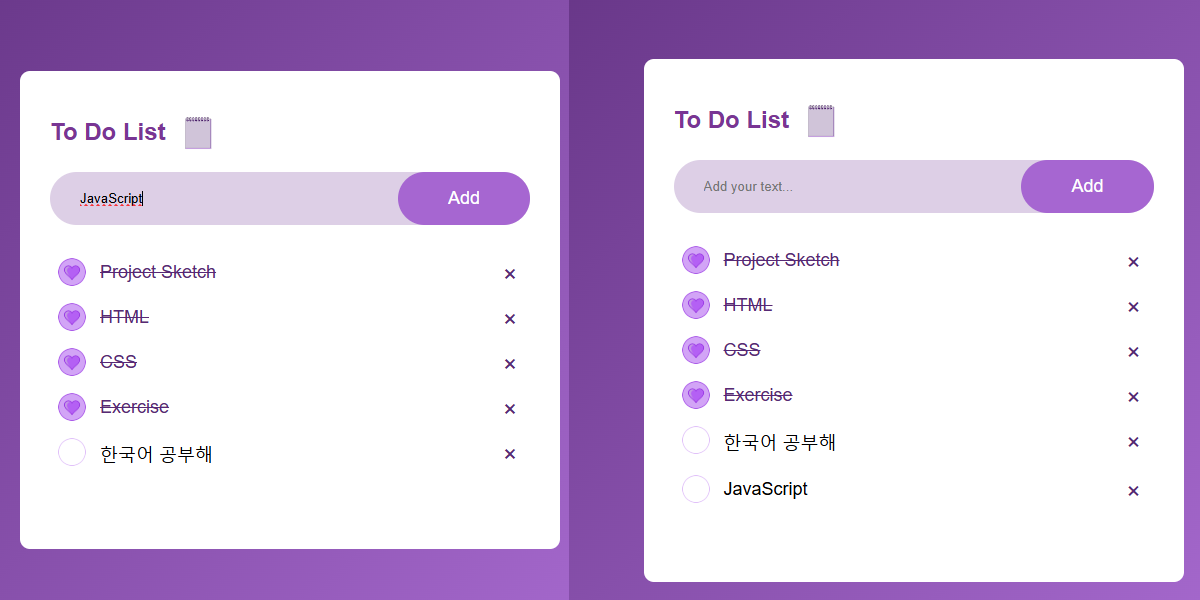 To Do List
JavaScript
Add
Project Sketch
×
HTML
×
CSS
×
Exercise
×
한국어 공부해
×
To Do List
Add your text...
Add
Project Sketch
×
HTML
×
CSS
×
Exercise
×
한국어 공부해
×
JavaScript
×